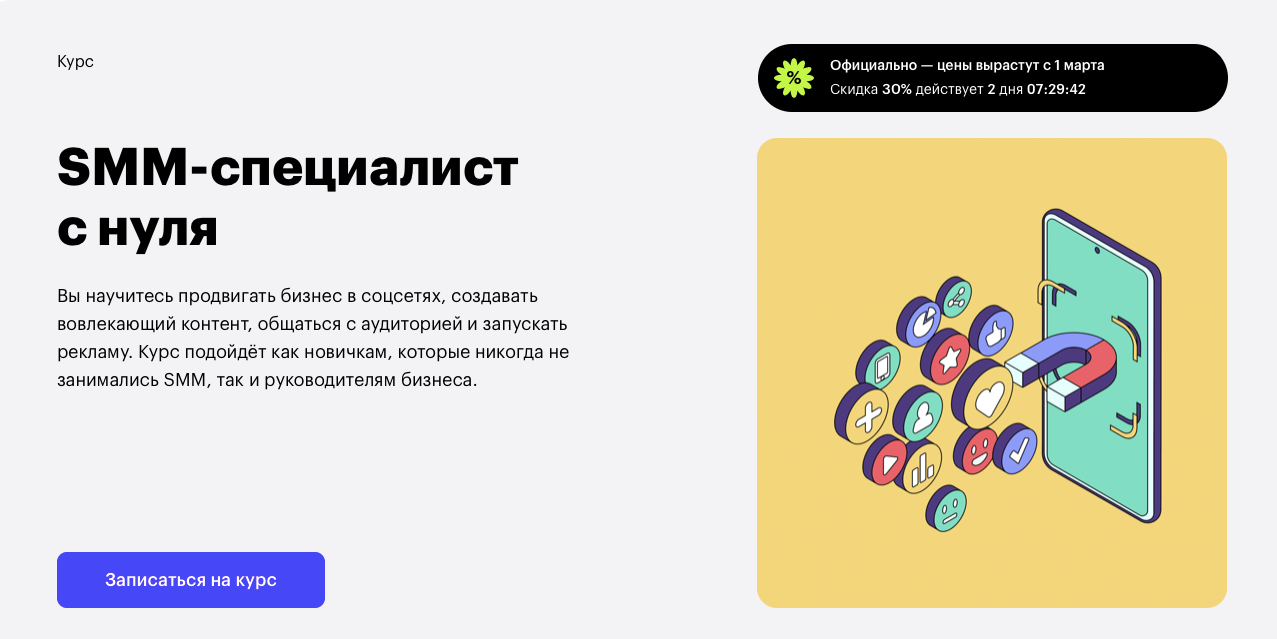 Курс
Официально — цены вырастут с 1 марта
%
Скидка 30% действует 2 дня 07:29:42
SMM-специалист
с нуля
Вы научитесь продвигать бизнес в соцсетях, создавать
вовлекающий контент, общаться с аудиторией и запускать
рекламу. Курс подойдёт как новичкам, которые никогда не
занимались SMM, так и руководителям бизнеса.
Записаться на курс